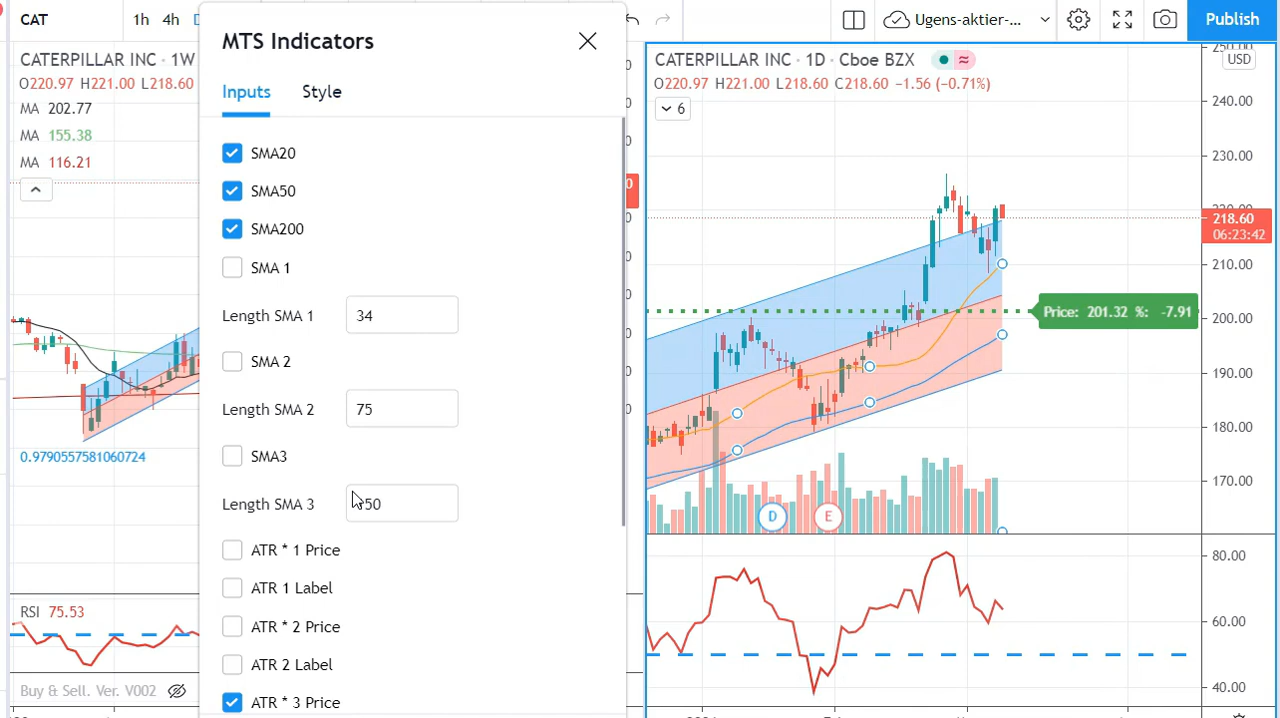 CAT
1h 4h
Ugens-aktier-...
Publish
CATERPILLAR INC · 1W
O220.97 H221.00 L218.60
MA 202.77
MA 155.38
MA 116.21
0.9790557581060724
RSI 75.53
Buy & Sell. Ver. V002
MTS Indicators
Inputs Style
SMA20
SMA50
SMA200
SMA 1
Length SMA 1 34
SMA 2
Length SMA 2 75
SMA3
Length SMA 3
ATR * 1 Price
ATR 1 Label
ATR * 2 Price
ATR 2 Label
ATR * 3 Price
CATERPILLAR INC · 1D · Cboe BZX
O220.97 H221.00 L218.60 C218.60 −1.56 (−0.71%)
6
USD
240.00
230.00
218.60
06:23:42
210.00
Price: 201.32 %: -7.91
200.00
190.00
180.00
170.00
D E
80.00
60.00
40.00